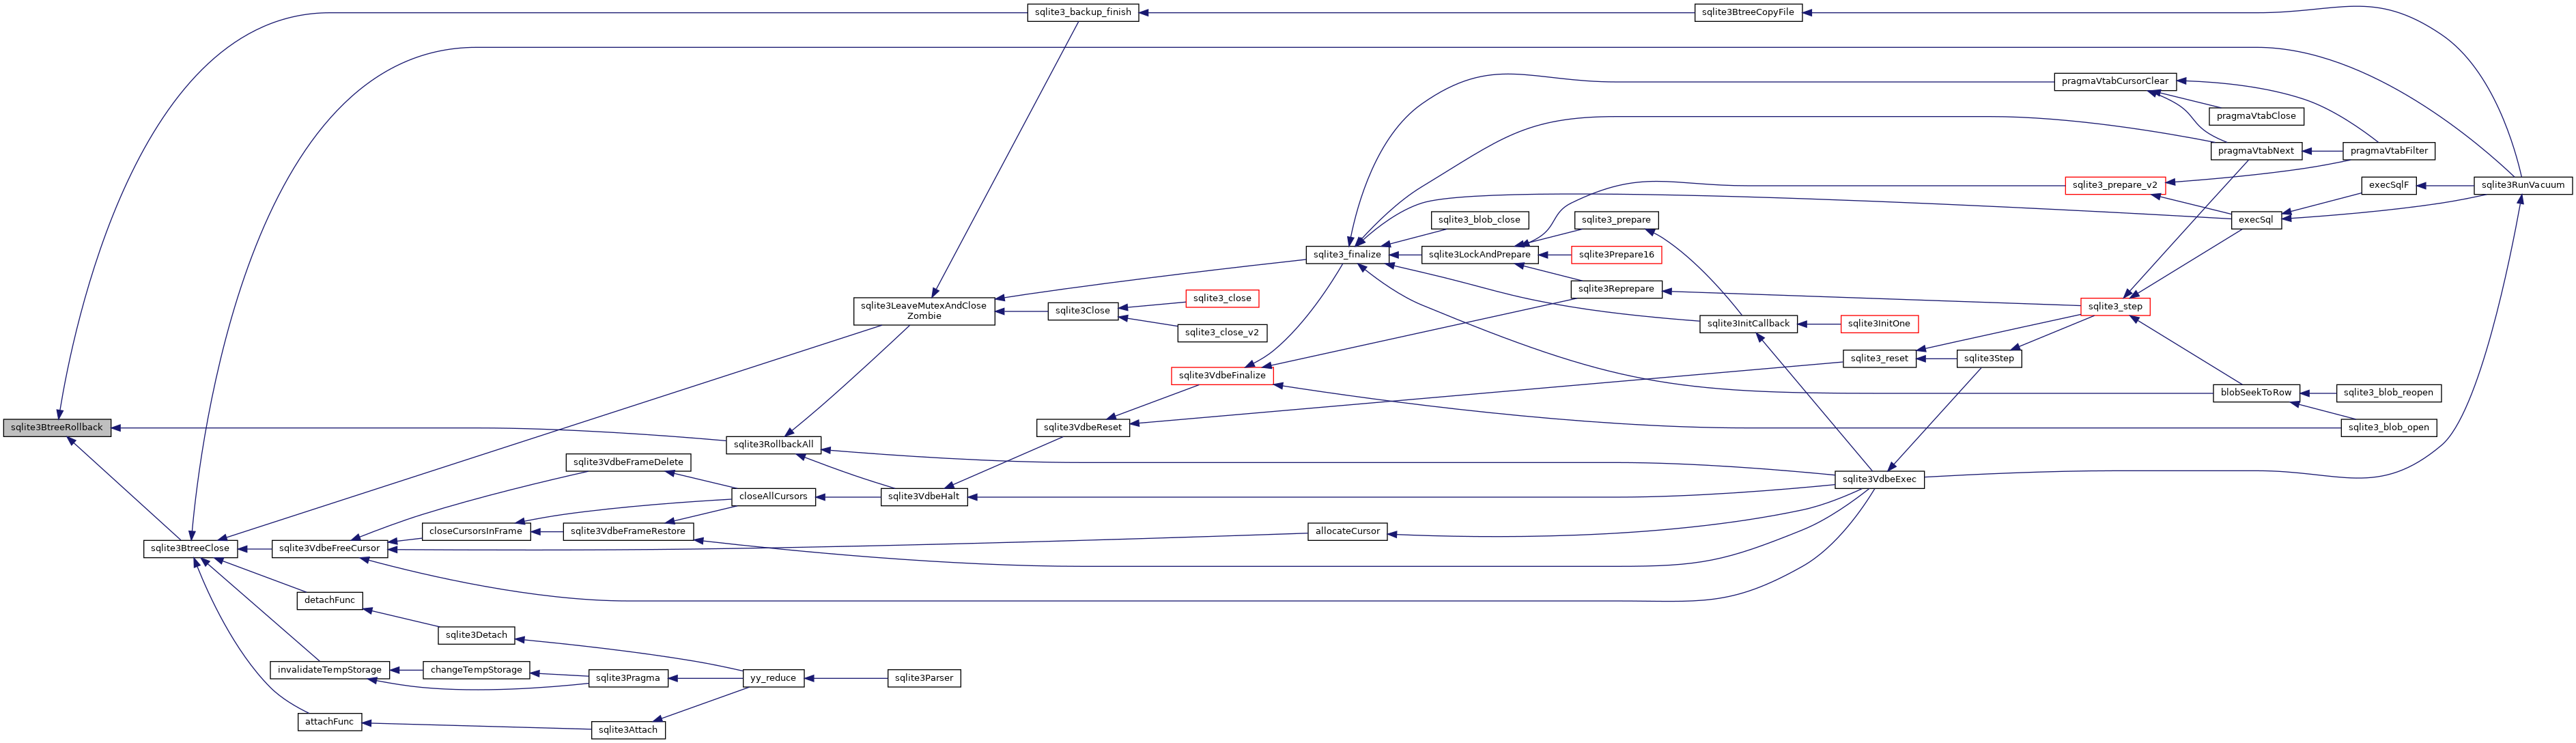 sqlite3_backup_finish
sqlite3BtreeCopyFile
pragmaVtabCursorClear
pragmaVtabClose
pragmaVtabNext
pragmaVtabFilter
sqlite3_prepare_v2
execSqlF
sqlite3RunVacuum
sqlite3_blob_close
sqlite3_prepare
execSql
sqlite3_finalize
sqlite3LockAndPrepare
sqlite3Prepare16
sqlite3Reprepare
sqlite3LeaveMutexAndClose
Zombie
sqlite3Close
sqlite3_close
sqlite3_close_v2
sqlite3_step
sqlite3InitCallback
sqlite3InitOne
sqlite3_reset
sqlite3Step
sqlite3VdbeFinalize
blobSeekToRow
sqlite3_blob_reopen
sqlite3BtreeRollback
sqlite3VdbeReset
sqlite3_blob_open
sqlite3RollbackAll
sqlite3VdbeFrameDelete
sqlite3VdbeExec
closeAllCursors
sqlite3VdbeHalt
closeCursorsInFrame
sqlite3VdbeFrameRestore
allocateCursor
sqlite3BtreeClose
sqlite3VdbeFreeCursor
detachFunc
sqlite3Detach
invalidateTempStorage
changeTempStorage
sqlite3Pragma
yy_reduce
sqlite3Parser
attachFunc
sqlite3Attach